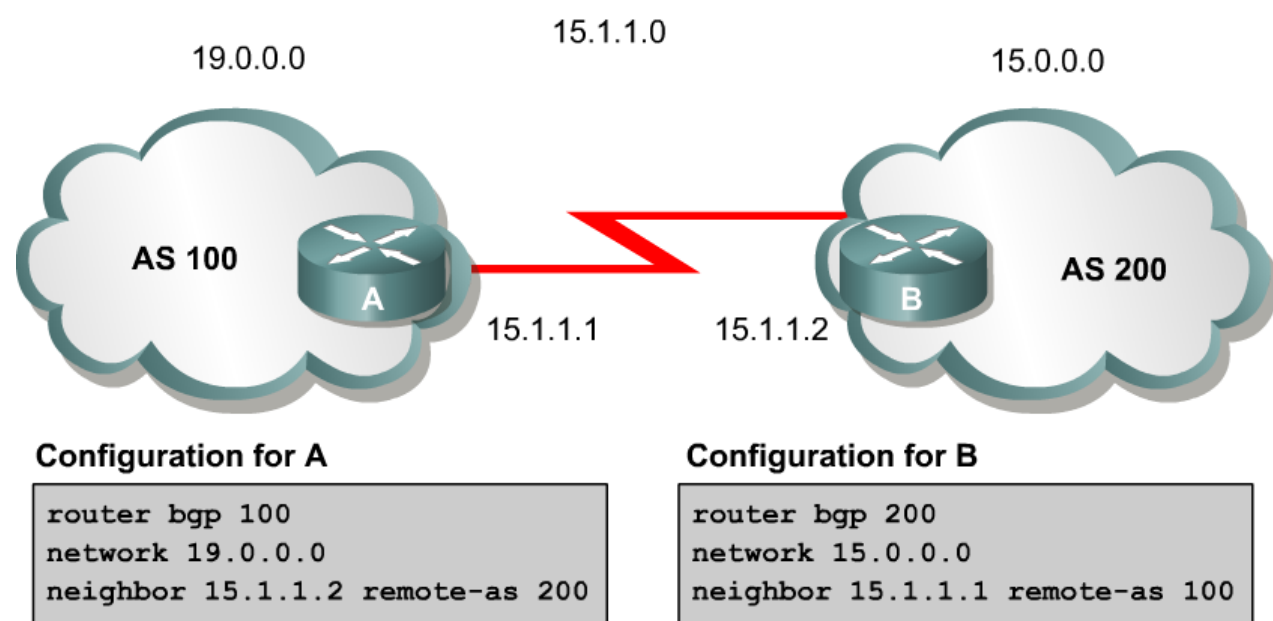 15.1.1.0
19.0.0.0
15.0.0.0
AS 100
A
B
AS 200
15.1.1.1
15.1.1.2
Configuration for A
router bgp 100
network 19.0.0.0
neighbor 15.1.1.2 remote-as 200
Configuration for B
router bgp 200
network 15.0.0.0
neighbor 15.1.1.1 remote-as 100